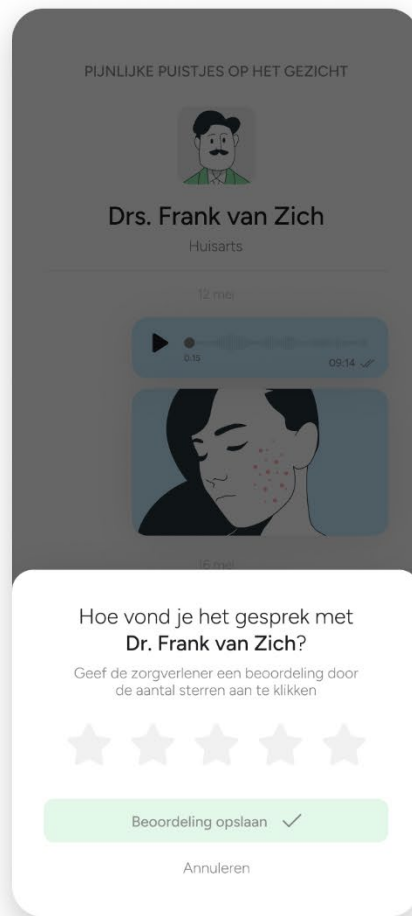 PIJNLIJKE PUISTJES OP HET GEZICHT
Drs. Frank van Zich
Huisarts
12 mei
0:15
09:14
16 mei
Hoe vond je het gesprek met
Dr. Frank van Zich?
Geef de zorgverlener een beoordeling door
de aantal sterren aan te klikken
Beoordeling opslaan
Annuleren